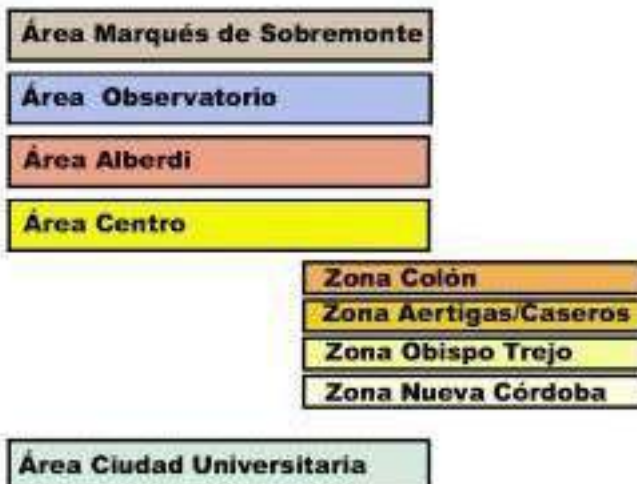 Área Marqués de Sobremonte
Área Observatorio
Área Alberdi
Área Centro
Zona Colón
Zona Aertigas/Caseros
Zona Obispo Trejo
Zona Nueva Córdoba
Área Ciudad Universitaria